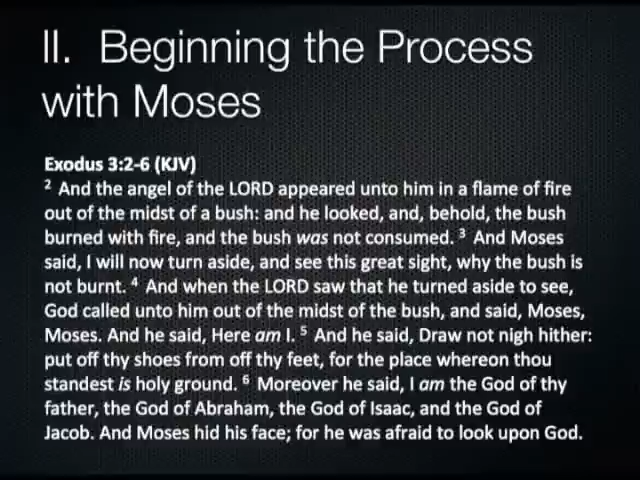 II. Beginning the Process
with Moses
Exodus 3:2-6 (KJV)
2 And the angel of the LORD appeared unto him in a flame of fire
out of the midst of a bush: and he looked, and, behold, the bush
burned with fire, and the bush was not consumed. 3 And Moses
said, I will now turn aside, and see this great sight, why the bush is
not burnt. 4 And when the LORD saw that he turned aside to see,
God called unto him out of the midst of the bush, and said, Moses,
Moses. And he said, Here am I. 5 And he said, Draw not nigh hither:
put off thy shoes from off thy feet, for the place whereon thou
standest is holy ground. 6 Moreover he said, I am the God of thy
father, the God of Abraham, the God of Isaac, and the God of
Jacob. And Moses hid his face; for he was afraid to look upon God.